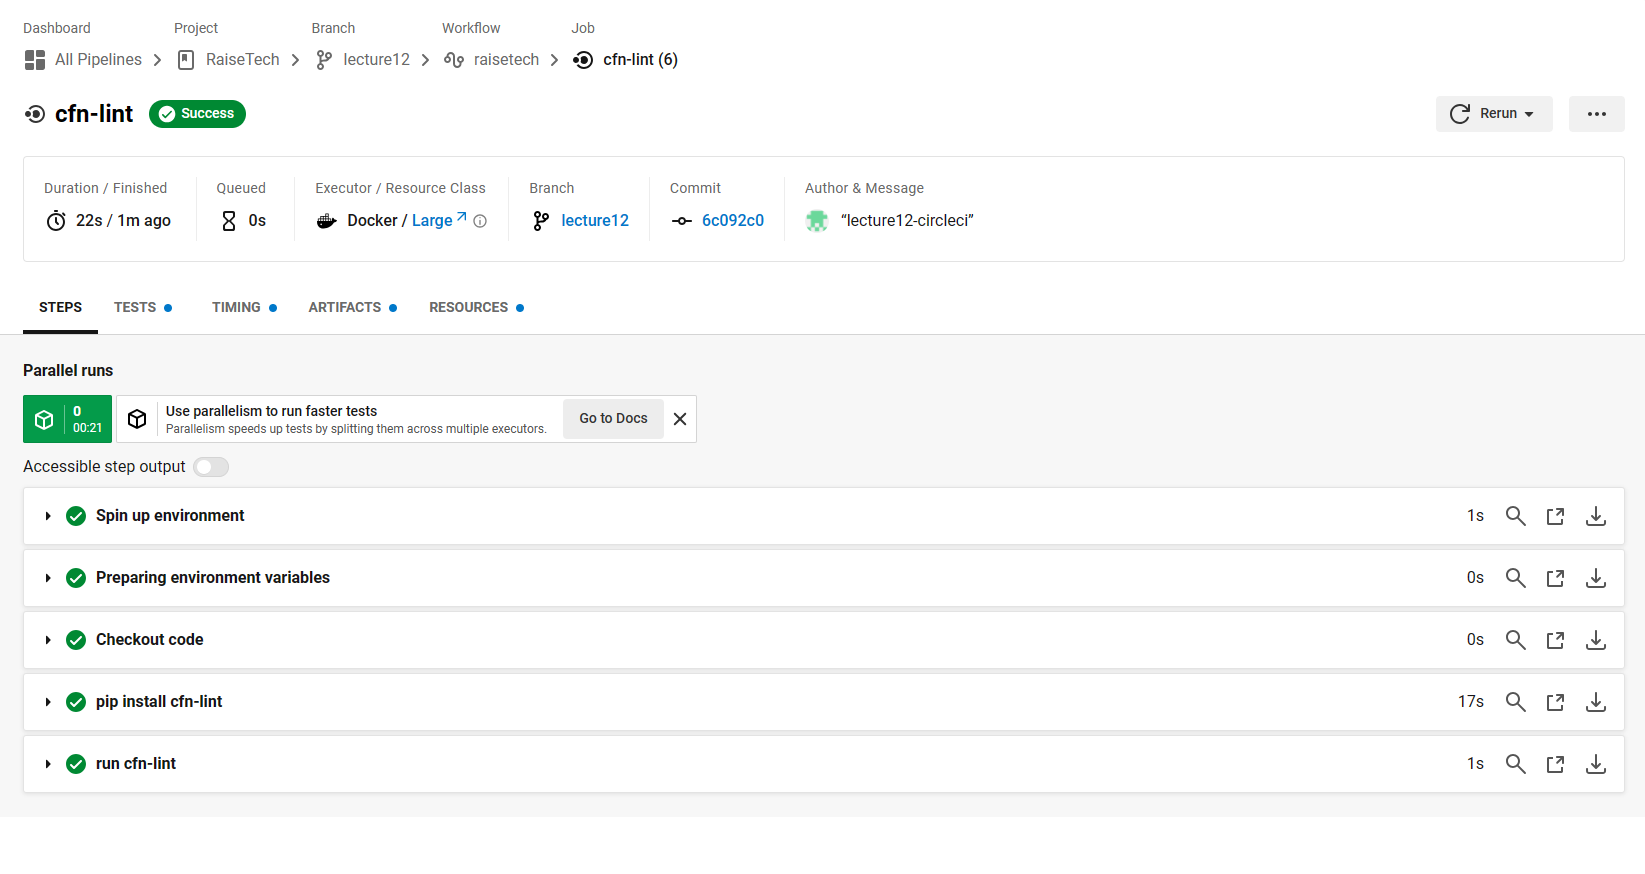 Dashboard Project Branch Workflow Job
All Pipelines RaiseTech lecture12 raisetech cfn-lint (6)
cfn-lint Success Rerun
Duration / Finished Queued Executor / Resource Class Branch Commit Author & Message
22s / 1m ago 0s Docker / Large lecture12 6c092c0 “lecture12-circleci”
STEPS TESTS TIMING ARTIFACTS RESOURCES
Parallel runs
0
00:21
Use parallelism to run faster tests
Parallelism speeds up tests by splitting them across multiple executors.
Go to Docs
Accessible step output
Spin up environment 1s
Preparing environment variables 0s
Checkout code 0s
pip install cfn-lint 17s
run cfn-lint 1s